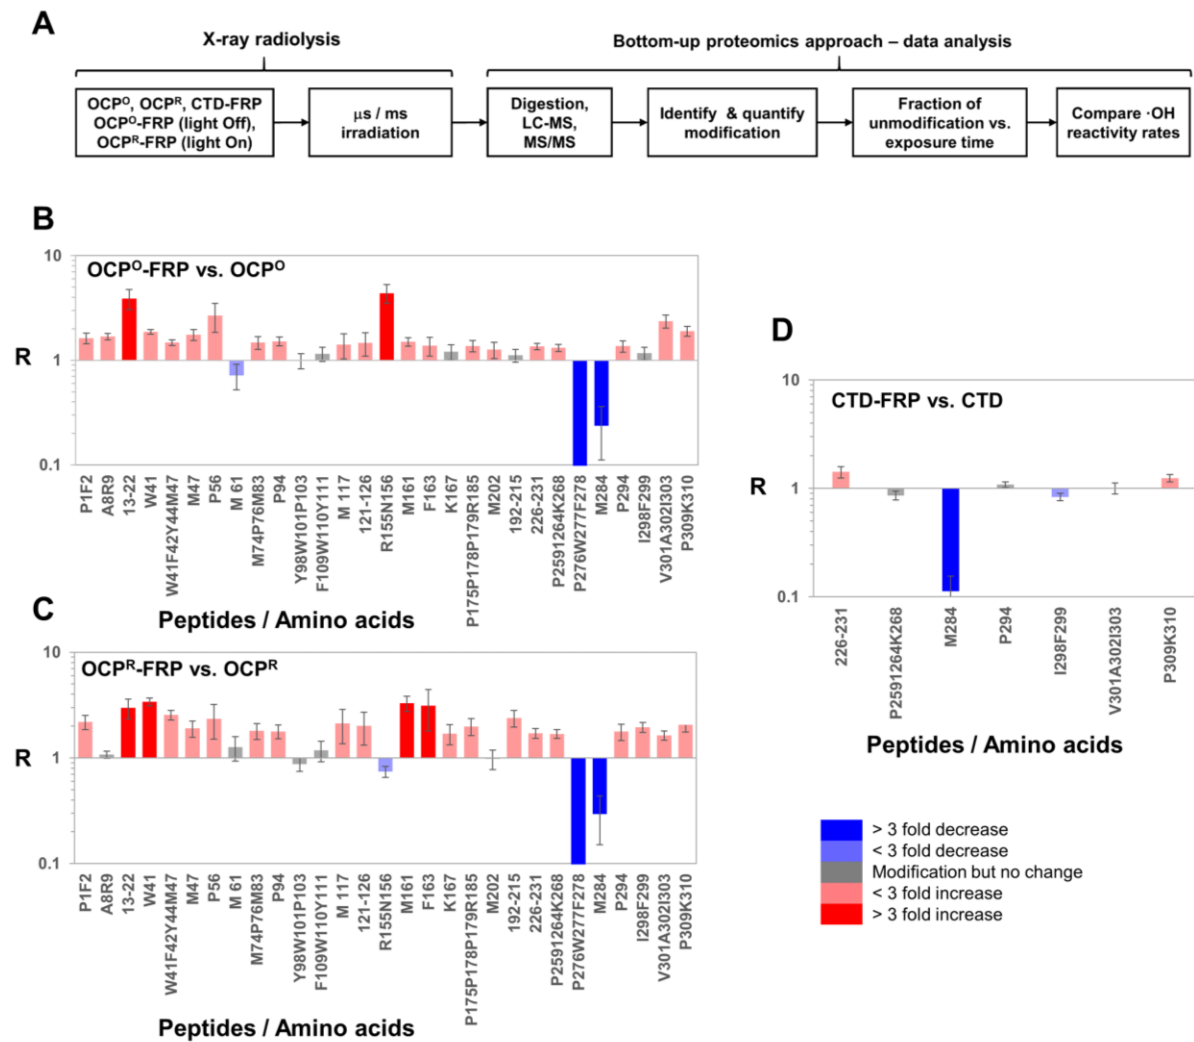 A
X-ray radiolysis
Bottom-up proteomics approach – data analysis
OCPᴼ, OCPᴿ, CTD-FRP
OCPᴼ-FRP (light Off),
OCPᴿ-FRP (light On)
μs / ms
irradiation
Digestion,
LC-MS,
MS/MS
Identify & quantify
modification
Fraction of
unmodification vs.
exposure time
Compare ·OH
reactivity rates
B
OCPᴼ-FRP vs. OCPᴼ
10
R
1
0.1
P1F2
A8R9
13-22
W41
W41F42Y44M47
M47
P56
M 61
M74P76M83
P94
Y98W101P103
F109W110Y111
M 117
121-126
R155N156
M161
F163
K167
P175P178P179R185
M202
192-215
226-231
P2591264K268
P276W277F278
M284
P294
I298F299
V301A302I303
P309K310
Peptides / Amino acids
C
OCPᴿ-FRP vs. OCPᴿ
10
R
1
0.1
P1F2
A8R9
13-22
W41
W41F42Y44M47
M47
P56
M 61
M74P76M83
P94
Y98W101P103
F109W110Y111
M 117
121-126
R155N156
M161
F163
K167
P175P178P179R185
M202
192-215
226-231
P2591264K268
P276W277F278
M284
P294
I298F299
V301A302I303
P309K310
Peptides / Amino acids
D
CTD-FRP vs. CTD
10
R
1
0.1
226-231
P2591264K268
M284
P294
I298F299
V301A302I303
P309K310
Peptides / Amino acids
> 3 fold decrease
< 3 fold decrease
Modification but no change
< 3 fold increase
> 3 fold increase